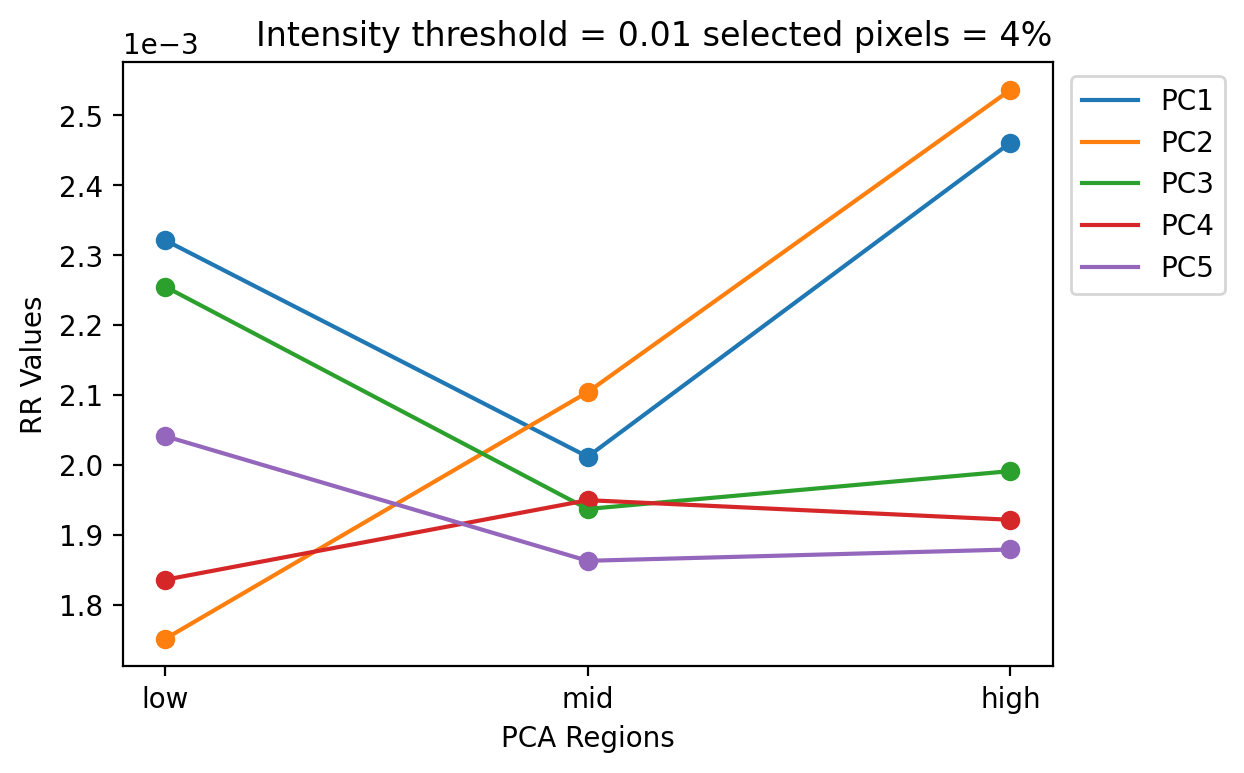 Intensity threshold = 0.01 selected pixels = 4%
1e−3
2.5
2.4
2.3
2.2
2.1
2.0
1.9
1.8
RR Values
low
mid
high
PCA Regions
PC1
PC2
PC3
PC4
PC5